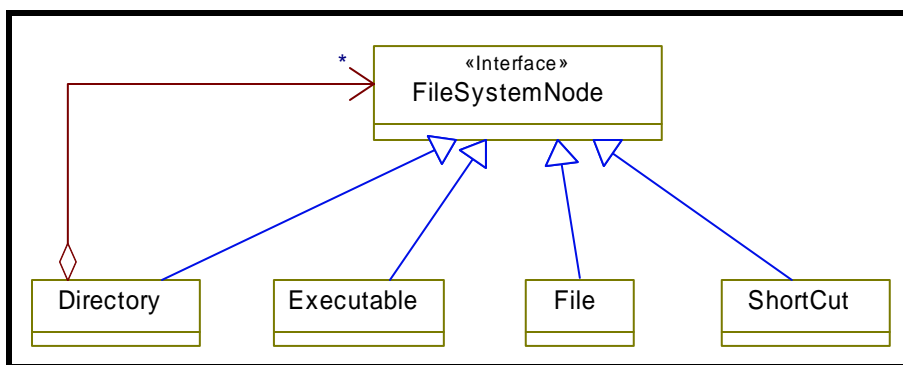 *
«Interface»
FileSystemNode
Directory
Executable
File
ShortCut